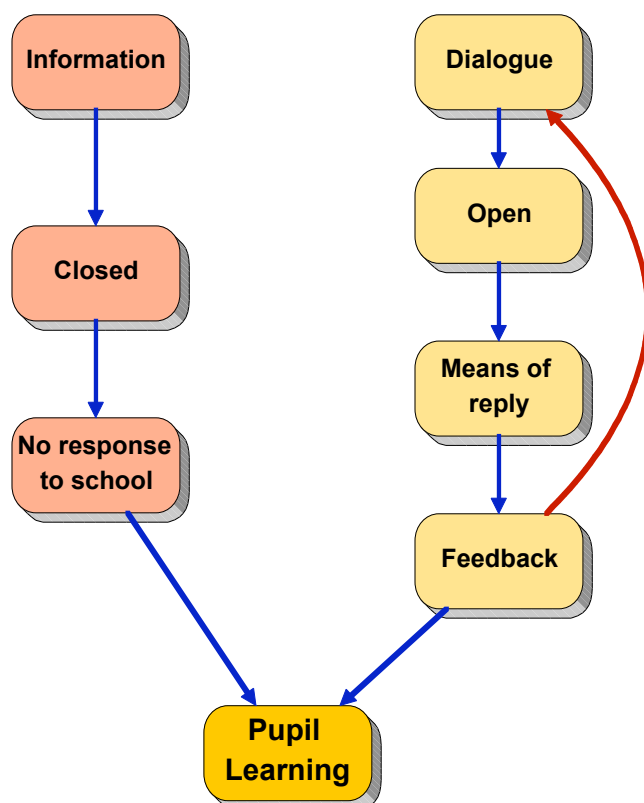 Information
Closed
No response
to school
Dialogue
Open
Means of
reply
Feedback
Pupil
Learning